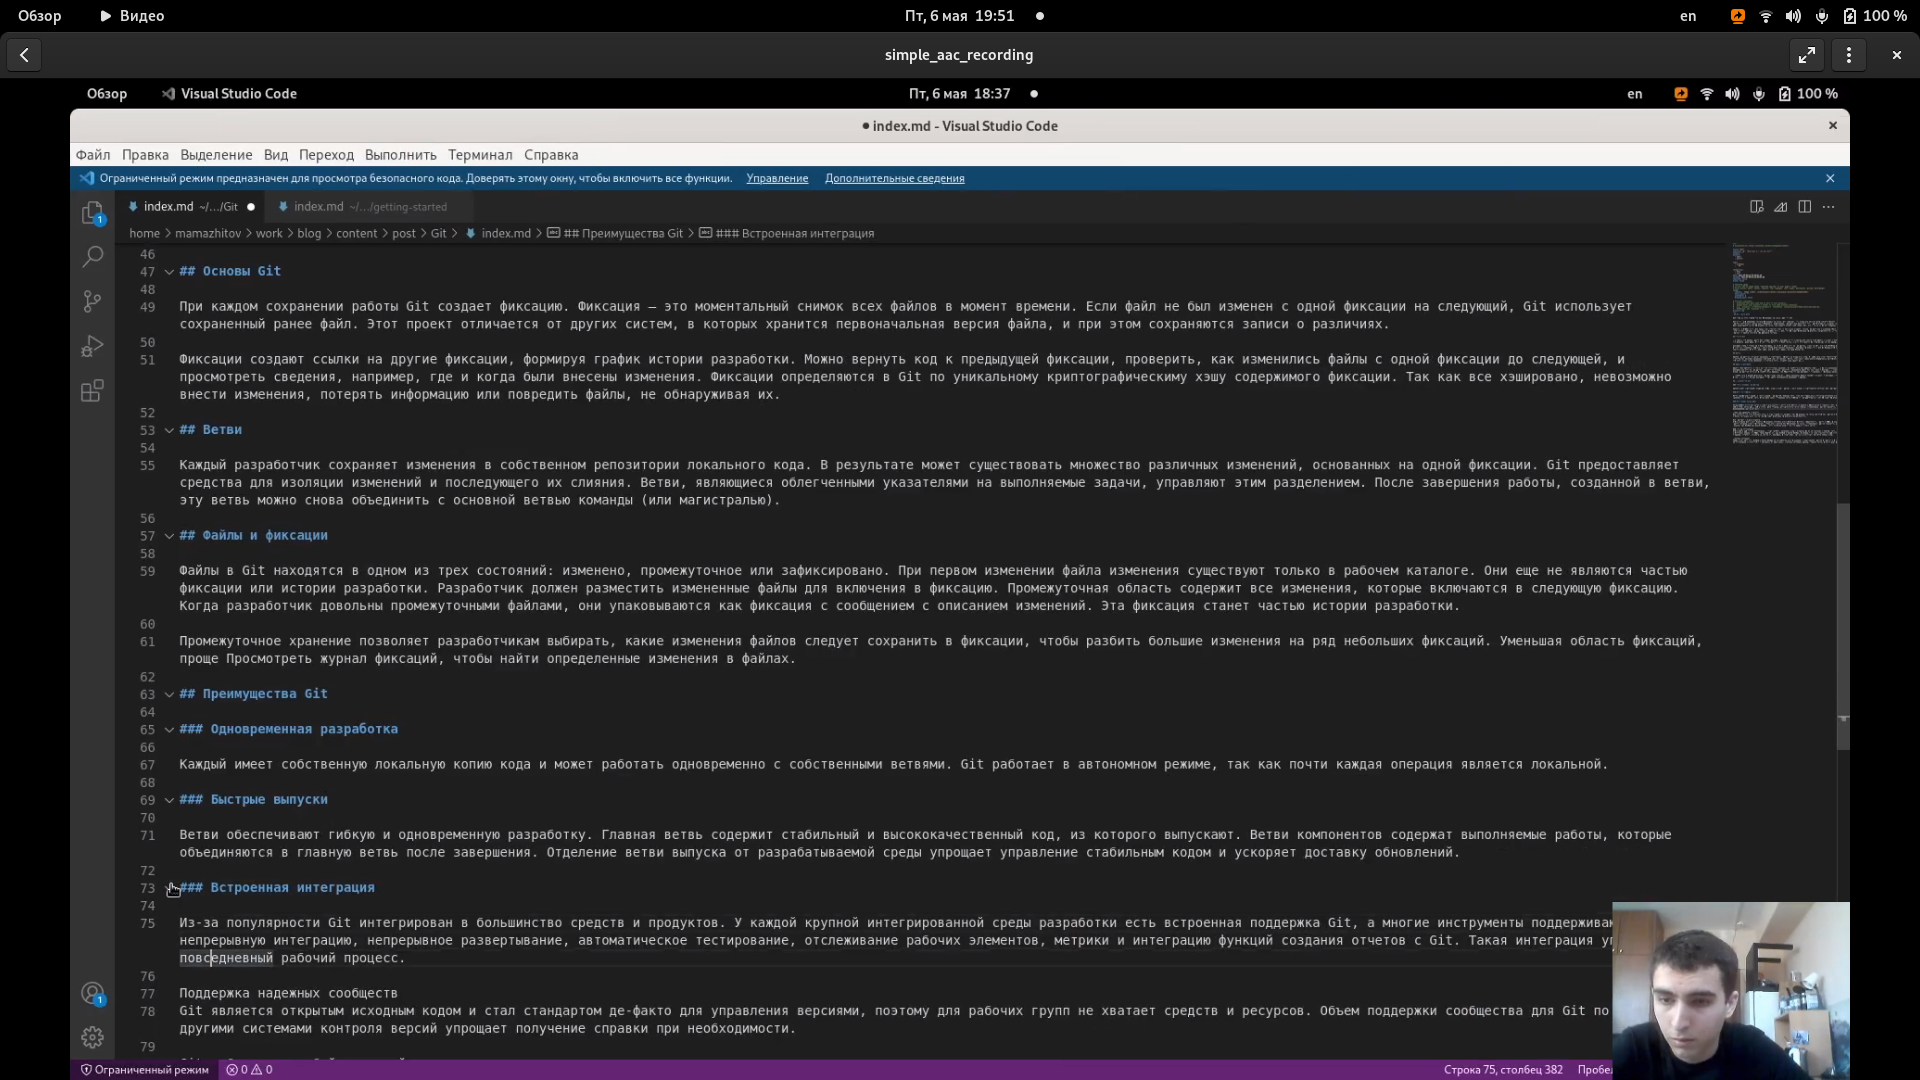 Обзор Видео Пт, 6 мая 19:51 en 100 %
simple_aac_recording
Обзор Visual Studio Code Пт, 6 мая 18:37 en 100 %
● index.md - Visual Studio Code
Файл Правка Выделение Вид Переход Выполнить Терминал Справка
Ограниченный режим предназначен для просмотра безопасного кода. Доверять этому окну, чтобы включить все функции. Управление Дополнительные сведения
index.md ~/.../Git ● index.md ~/.../getting-started
home > mamazhitov > work > blog > content > post > Git > index.md > ## Преимущества Git > ### Встроенная интеграция
46
47 ## Основы Git
48
49 При каждом сохранении работы Git создает фиксацию. Фиксация — это моментальный снимок всех файлов в момент времени. Если файл не был изменен с одной фиксации на следующий, Git использует
сохраненный ранее файл. Этот проект отличается от других систем, в которых хранится первоначальная версия файла, и при этом сохраняются записи о различиях.
50
51 Фиксации создают ссылки на другие фиксации, формируя график истории разработки. Можно вернуть код к предыдущей фиксации, проверить, как изменились файлы с одной фиксации до следующей, и
просмотреть сведения, например, где и когда были внесены изменения. Фиксации определяются в Git по уникальному криптографическиму хэшу содержимого фиксации. Так как все хэшировано, невозможно
внести изменения, потерять информацию или повредить файлы, не обнаруживая их.
52
53 ## Ветви
54
55 Каждый разработчик сохраняет изменения в собственном репозитории локального кода. В результате может существовать множество различных изменений, основанных на одной фиксации. Git предоставляет
средства для изоляции изменений и последующего их слияния. Ветви, являющиеся облегченными указателями на выполняемые задачи, управляют этим разделением. После завершения работы, созданной в ветви,
эту ветвь можно снова объединить с основной ветвью команды (или магистралью).
56
57 ## Файлы и фиксации
58
59 Файлы в Git находятся в одном из трех состояний: изменено, промежуточное или зафиксировано. При первом изменении файла изменения существуют только в рабочем каталоге. Они еще не являются частью
фиксации или истории разработки. Разработчик должен разместить измененные файлы для включения в фиксацию. Промежуточная область содержит все изменения, которые включаются в следующую фиксацию.
Когда разработчик довольны промежуточными файлами, они упаковываются как фиксация с сообщением с описанием изменений. Эта фиксация станет частью истории разработки.
60
61 Промежуточное хранение позволяет разработчикам выбирать, какие изменения файлов следует сохранить в фиксации, чтобы разбить большие изменения на ряд небольших фиксаций. Уменьшая область фиксаций,
проще Просмотреть журнал фиксаций, чтобы найти определенные изменения в файлах.
62
63 ## Преимущества Git
64
65 ### Одновременная разработка
66
67 Каждый имеет собственную локальную копию кода и может работать одновременно с собственными ветвями. Git работает в автономном режиме, так как почти каждая операция является локальной.
68
69 ### Быстрые выпуски
70
71 Ветви обеспечивают гибкую и одновременную разработку. Главная ветвь содержит стабильный и высококачественный код, из которого выпускают. Ветви компонентов содержат выполняемые работы, которые
объединяются в главную ветвь после завершения. Отделение ветви выпуска от разрабатываемой среды упрощает управление стабильным кодом и ускоряет доставку обновлений.
72
73 ### Встроенная интеграция
74
75 Из-за популярности Git интегрирован в большинство средств и продуктов. У каждой крупной интегрированной среды разработки есть встроенная поддержка Git, а многие инструменты
непрерывную интеграцию, непрерывное развертывание, автоматическое тестирование, отслеживание рабочих элементов, метрики и интеграцию функций создания отчетов с Git. Такая интеграция
повседневный рабочий процесс.
76
77 Поддержка надежных сообществ
78 Git является открытым исходным кодом и стал стандартом де-факто для управления версиями, поэтому для рабочих групп не хватает средств и ресурсов. Объем поддержки сообщества для Git по
другими системами контроля версий упрощает получение справки при необходимости.
79
Ограниченный режим 0 0 Строка 75, столбец 382